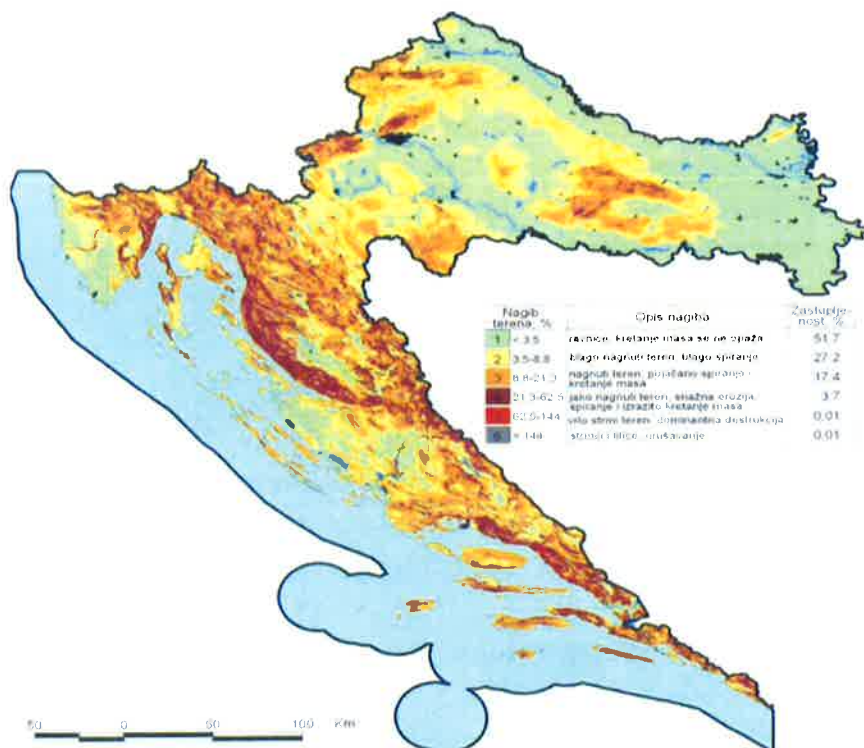 Nagib terena, % Opis nagiba Zastuplje-nost, %
1 < 3.5 ravnice, kretanje masa se ne opaža 51.7
2 3.5-8.8 blago nagnuti teren, blago spiranje 27.2
3 8.8-21.3 nagnuti teren, pojačano spiranje i kretanje masa 17.4
4 21.3-62.5 jako nagnuti teren, snažna erozija, spiranje i izrazito kretanje masa 3.7
62.5-144 vrlo strmi teren, dominantna destrukcija 0.01
6 > 144 urušavanje 0.01
50 0 100 Km